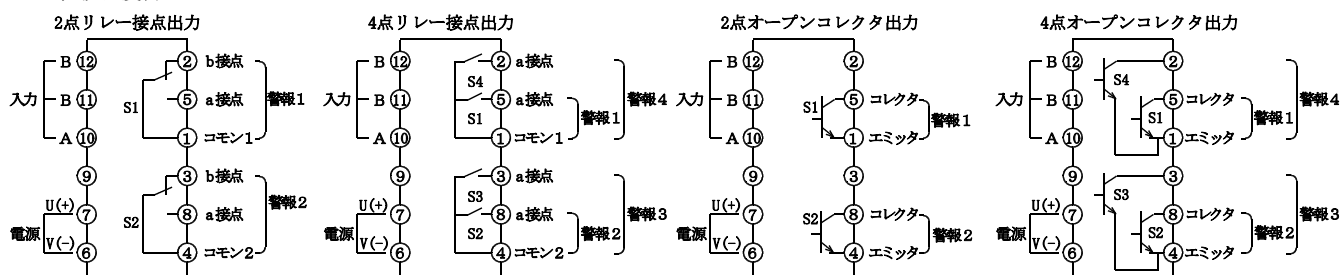 2点リレー接点出力
B ⑫ ② b接点
入力 B ⑪ S1 ⑤ a接点 警報1
A ⑩ ① コモン1
⑨ ③ b接点
U(+) ⑦ S2 ⑧ a接点 警報2
電源
V(-) ⑥ ④ コモン2
4点リレー接点出力
B ⑫ ② a接点
S4
入力 B ⑪ ⑤ a接点 警報4
S1 警報1
A ⑩ ① コモン1
⑨ ③ a接点
S3
U(+) ⑦ ⑧ a接点 警報3
電源 S2 警報2
V(-) ⑥ ④ コモン2
2点オープンコレクタ出力
B ⑫ ②
入力 B ⑪ S1 ⑤ コレクタ
警報1
A ⑩ ① エミッタ
⑨ ③
U(+) ⑦ S2 ⑧ コレクタ
電源 警報2
V(-) ⑥ ④ エミッタ
4点オープンコレクタ出力
B ⑫ ②
S4
入力 B ⑪ ⑤ コレクタ 警報4
S1 警報1
A ⑩ ① エミッタ
⑨ ③
S3
U(+) ⑦ ⑧ コレクタ 警報3
電源 S2 警報2
V(-) ⑥ ④ エミッタ